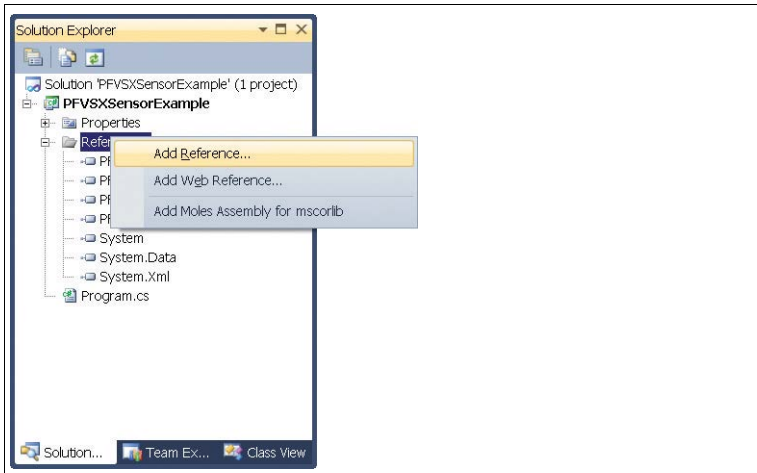 Solution Explorer
Solution 'PFVSXSensorExample' (1 project)
PFVSXSensorExample
Properties
Add Reference...
Add Web Reference...
Add Moles Assembly for mscorlib
System
System.Data
System.Xml
Program.cs
Solution... Team Ex... Class View